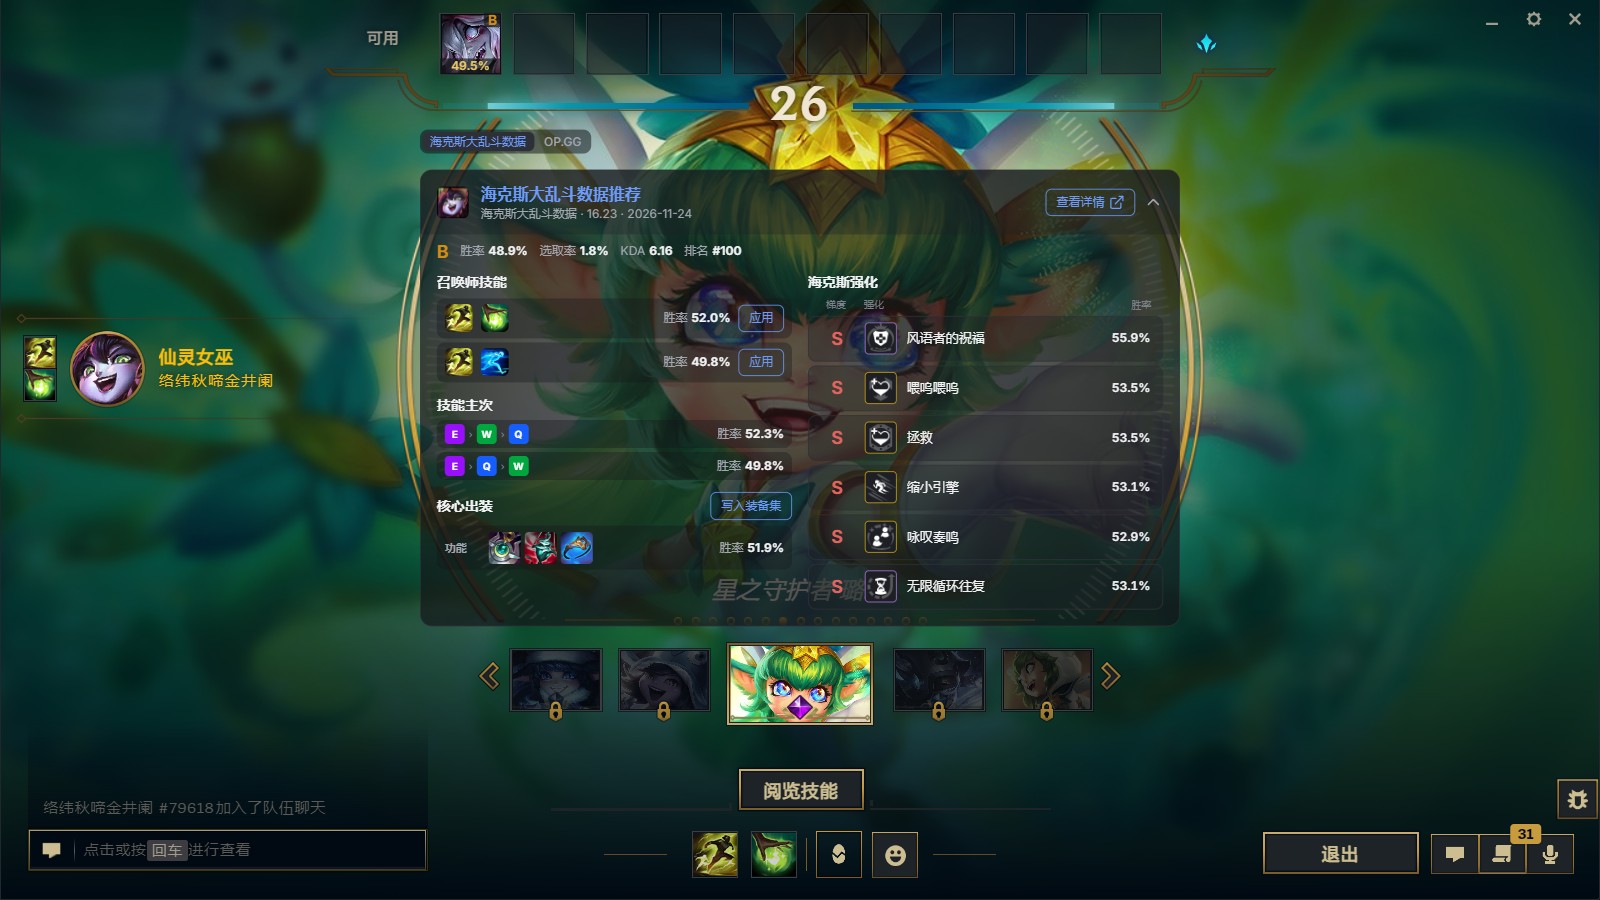 可用
B
49.5%
26
海克斯大乱斗数据 OP.GG
海克斯大乱斗数据推荐
海克斯大乱斗数据 · 16.23 · 2026-11-24
查看详情
B 胜率 48.9% 选取率 1.8% KDA 6.16 排名 #100
召唤师技能
胜率 52.0% 应用
胜率 49.8% 应用
技能主次
E › W › Q 胜率 52.3%
E › Q › W 胜率 49.8%
核心出装 写入装备集
功能 胜率 51.9%
海克斯强化
梯度 强化 胜率
S 风语者的祝福 55.9%
S 喂呜喂呜 53.5%
S 拯救 53.5%
S 缩小引擎 53.1%
S 咏叹奏鸣 52.9%
S 无限循环往复 53.1%
星之守护者 璐
仙灵女巫
络纬秋啼金井阑
阅览技能
络纬秋啼金井阑 #79618加入了队伍聊天
点击或按 回车 进行查看
退出
31